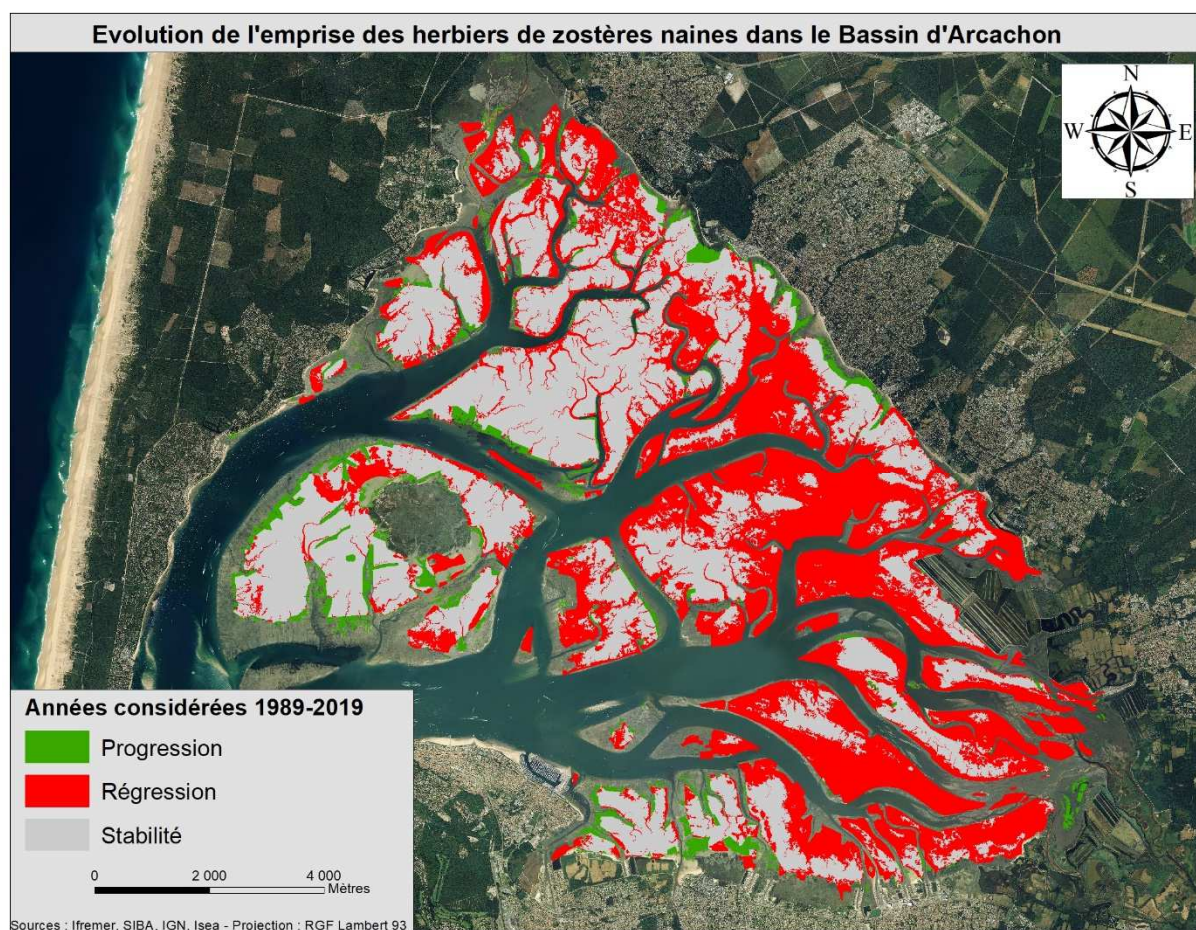 Evolution de l'emprise des herbiers de zostères naines dans le Bassin d'Arcachon
N
W E
S
Années considérées 1989-2019
Progression
Régression
Stabilité
0 2 000 4 000
Mètres
Sources : Ifremer, SIBA, IGN, Isea - Projection : RGF Lambert 93